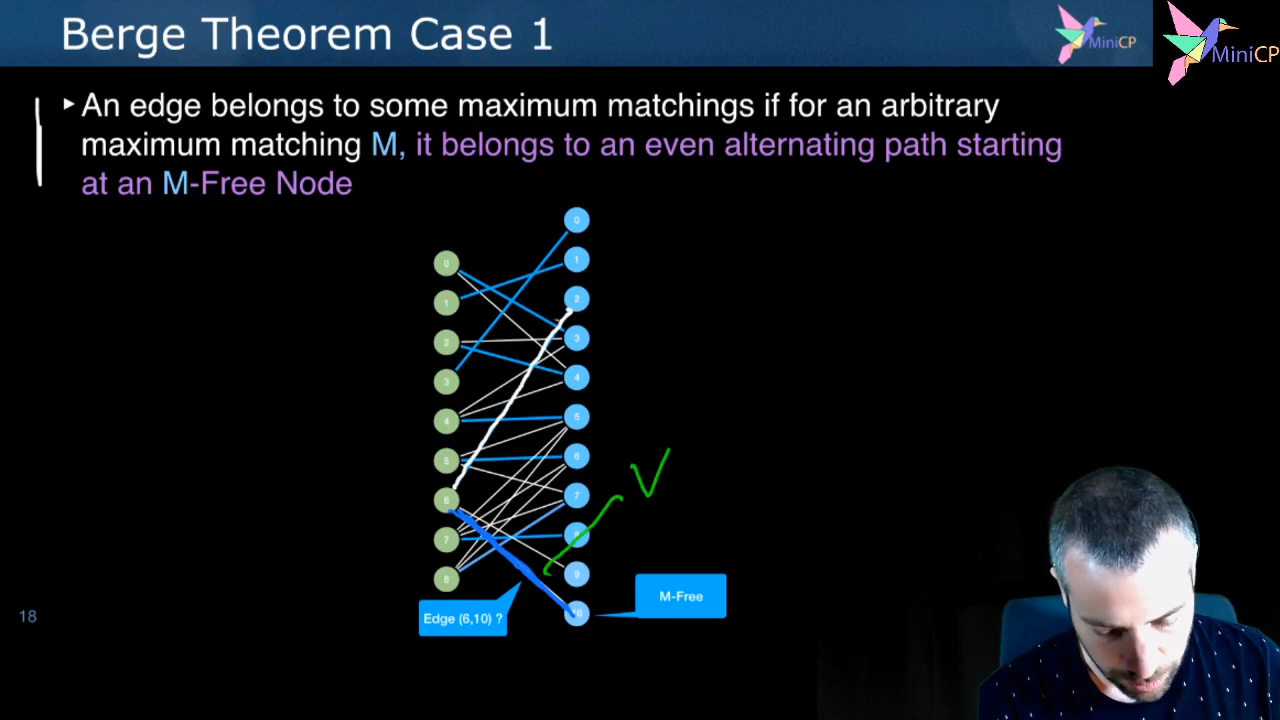 Berge Theorem Case 1
MiniCP
MiniCP
‣ An edge belongs to some maximum matchings if for an arbitrary
maximum matching M, it belongs to an even alternating path starting
at an M-Free Node
0
0
1
1
2
2
3
3
4
4
5
5
6
6
7
7
8
8
9
10
M-Free
Edge (6,10) ?
18